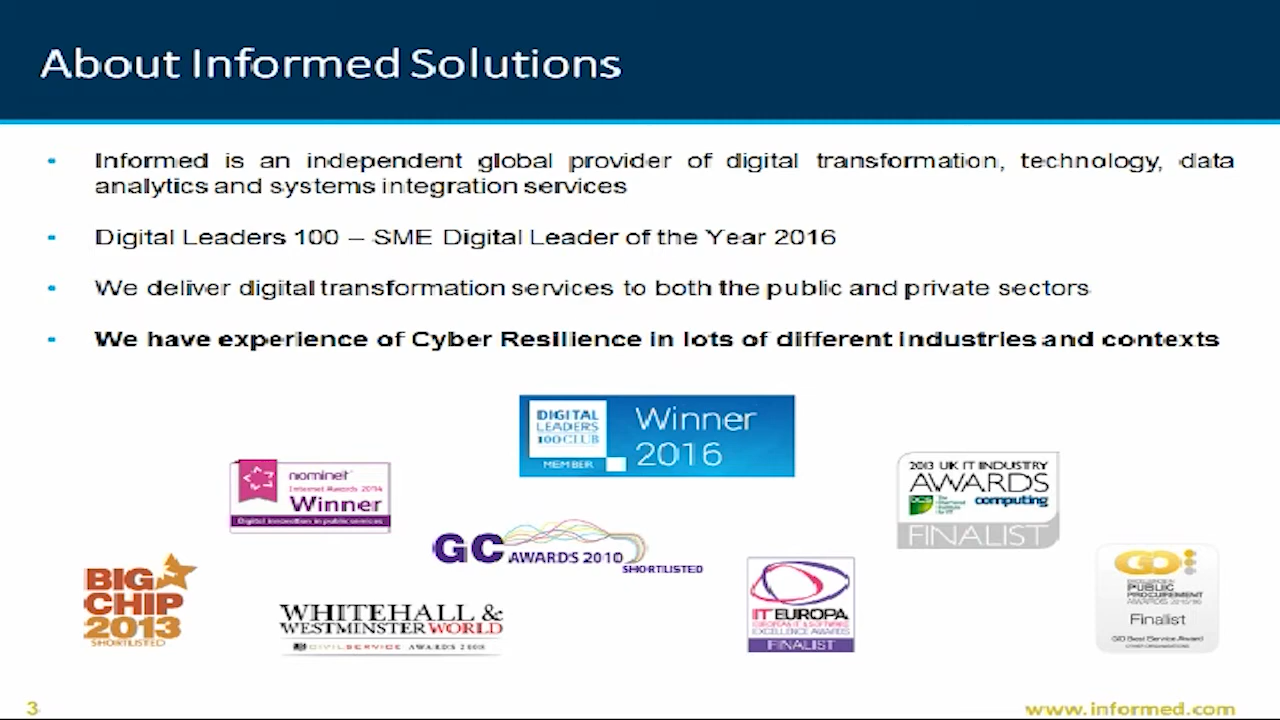 About Informed Solutions
• Informed is an independent global provider of digital transformation, technology, data
analytics and systems integration services
• Digital Leaders 100 – SME Digital Leader of the Year 2016
• We deliver digital transformation services to both the public and private sectors
• We have experience of Cyber Resilience in lots of different industries and contexts
DIGITAL
LEADERS
100 CLUB
MEMBER
Winner
2016
nominet
Internet Awards 2014
Winner
Digital innovation in public services
2013 UK IT INDUSTRY
AWARDS
computing
FINALIST
GC AWARDS 2010
SHORTLISTED
BIG
CHIP
2013
SHORTLISTED
WHITEHALL &
WESTMINSTER WORLD
CIVIL SERVICE AWARDS 2008
IT EUROPA
EUROPEAN IT & SOFTWARE
EXCELLENCE AWARDS
FINALIST
GO
EXCELLENCE IN
PUBLIC
PROCUREMENT
Finalist
GO Best Service Award
3
www.informed.com